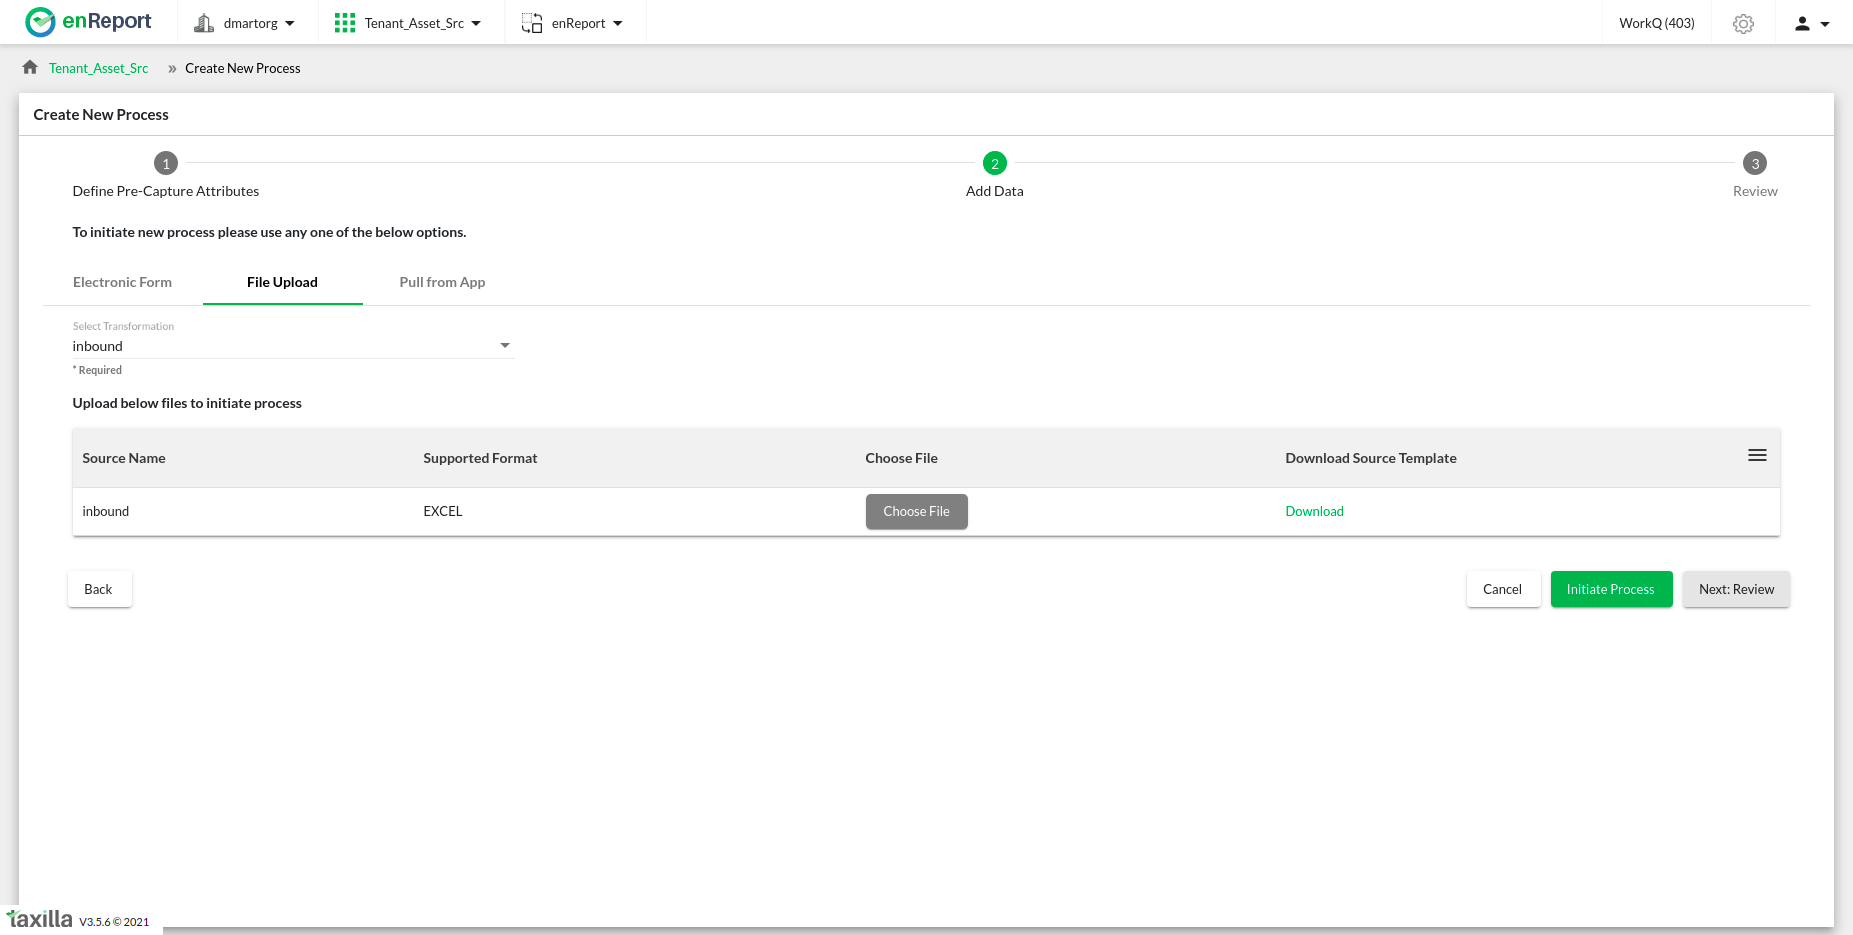 enReport dmartorg Tenant_Asset_Src enReport WorkQ (403)
Tenant_Asset_Src » Create New Process
Create New Process
1 2 3
Define Pre-Capture Attributes Add Data Review
To initiate new process please use any one of the below options.
Electronic Form File Upload Pull from App
Select Transformation
inbound
* Required
Upload below files to initiate process
Source Name Supported Format Choose File Download Source Template
inbound EXCEL Choose File Download
Back Cancel Initiate Process Next: Review
taxilla V3.5.6 © 2021